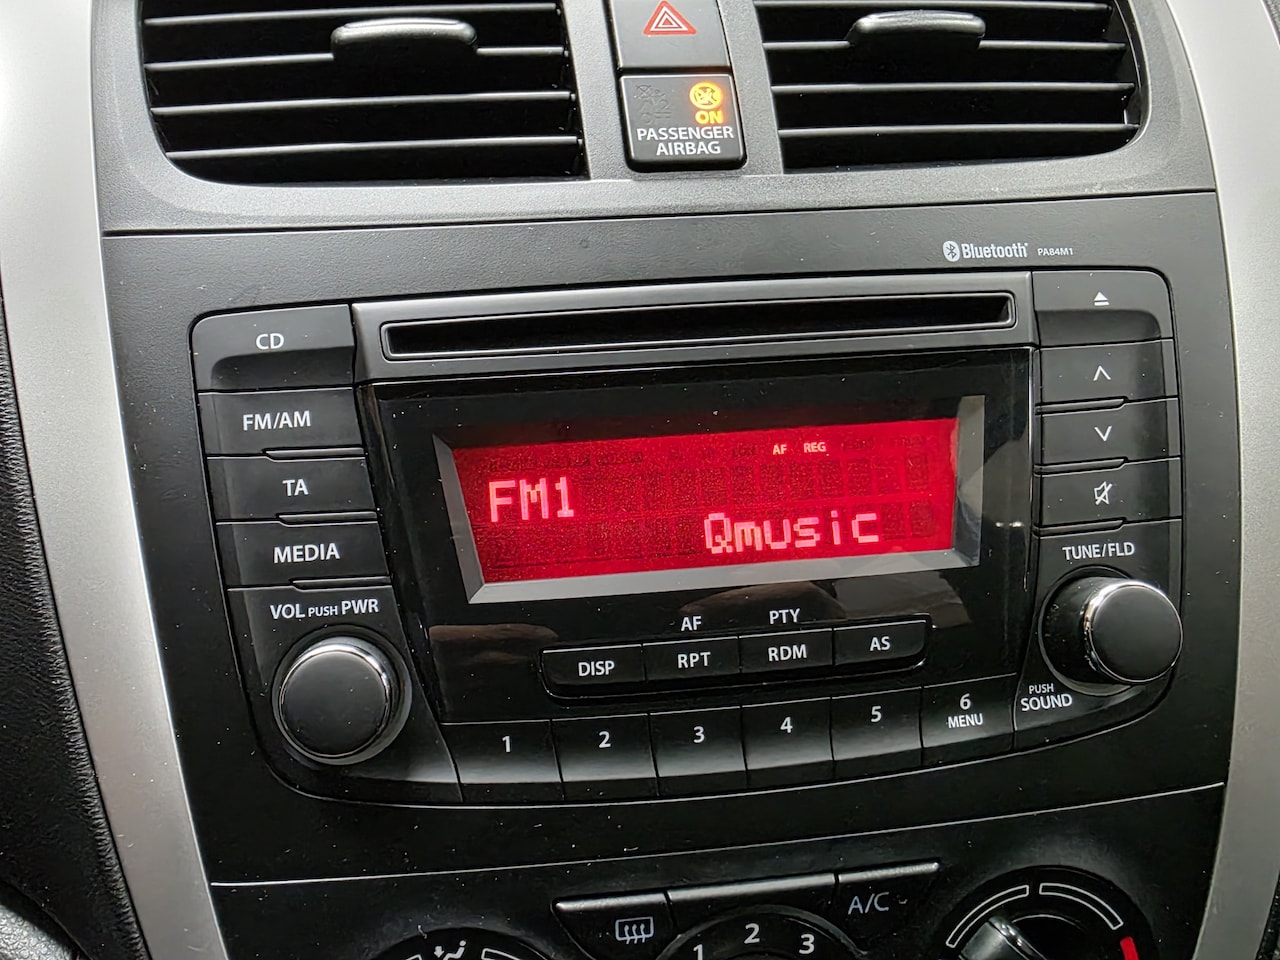 ON
PASSENGER
AIRBAG
Bluetooth PA84M1
CD
FM/AM
TA
MEDIA
VOL PUSH PWR
AF REG
FM1
Qmusic
TUNE/FLD
PUSH
SOUND
AF PTY
DISP RPT RDM AS
1 2 3 4 5 6
MENU
A/C
1 2 3